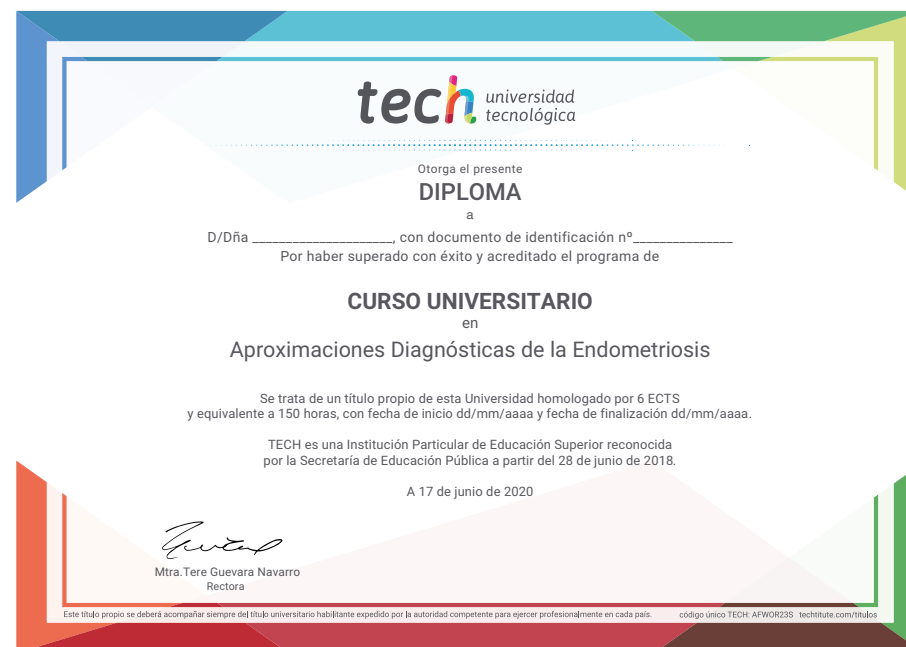 tech universidad
tecnológica
Otorga el presente
DIPLOMA
a
D/Dña _____________________, con documento de identificación nº_______________
Por haber superado con éxito y acreditado el programa de
CURSO UNIVERSITARIO
en
Aproximaciones Diagnósticas de la Endometriosis
Se trata de un título propio de esta Universidad homologado por 6 ECTS
y equivalente a 150 horas, con fecha de inicio dd/mm/aaaa y fecha de finalización dd/mm/aaaa.
TECH es una Institución Particular de Educación Superior reconocida
por la Secretaría de Educación Pública a partir del 28 de junio de 2018.
A 17 de junio de 2020
Mtra.Tere Guevara Navarro
Rectora
Este título propio se deberá acompañar siempre del título universitario habilitante expedido por la autoridad competente para ejercer profesionalmente en cada país. código único TECH: AFWOR23S techtitute.com/titulos